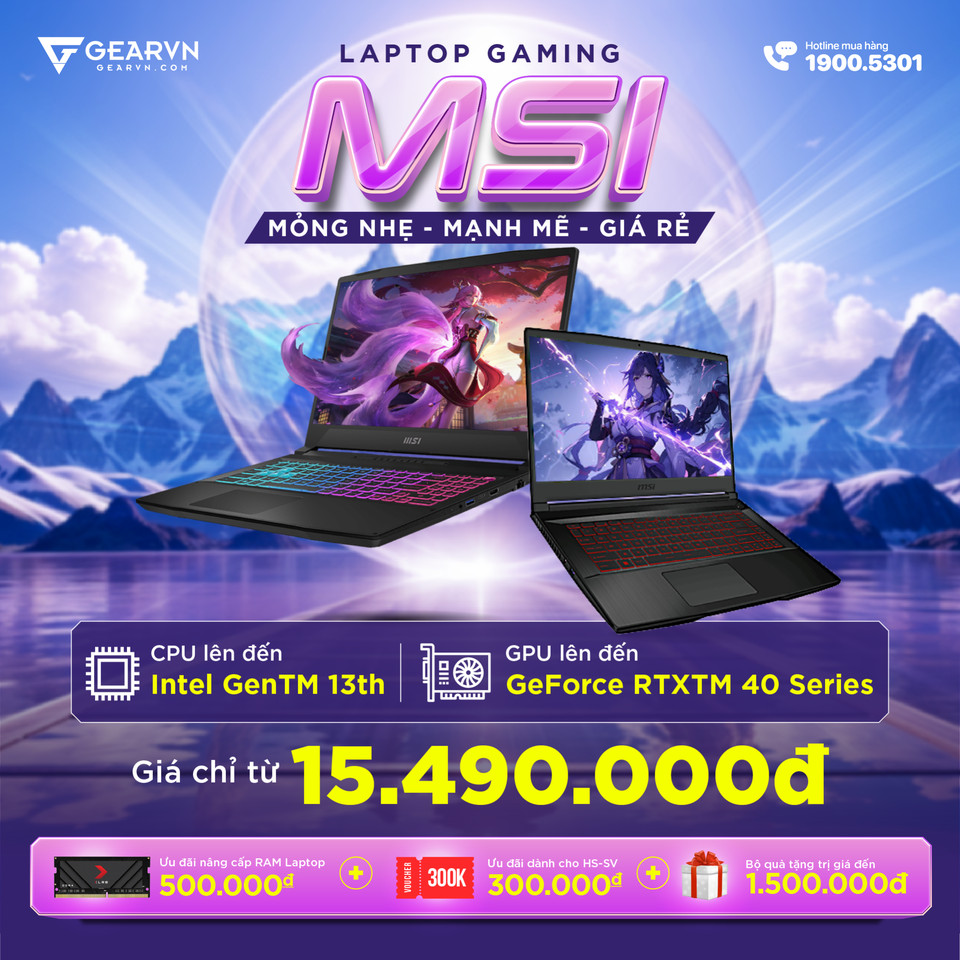 GEARVN
GEARVN.COM
LAPTOP GAMING
MSI
MỎNG NHẸ - MẠNH MẼ - GIÁ RẺ
Hotline mua hàng
1900.5301
msi
msi
CPU lên đến
Intel GenTM 13th
GPU lên đến
GeForce RTXTM 40 Series
Giá chỉ từ 15.490.000đ
Ưu đãi nâng cấp RAM Laptop
500.000đ
+
VOUCHER
300K
Ưu đãi dành cho HS-SV
300.000đ
+
Bộ quà tặng trị giá đến
1.500.000đ